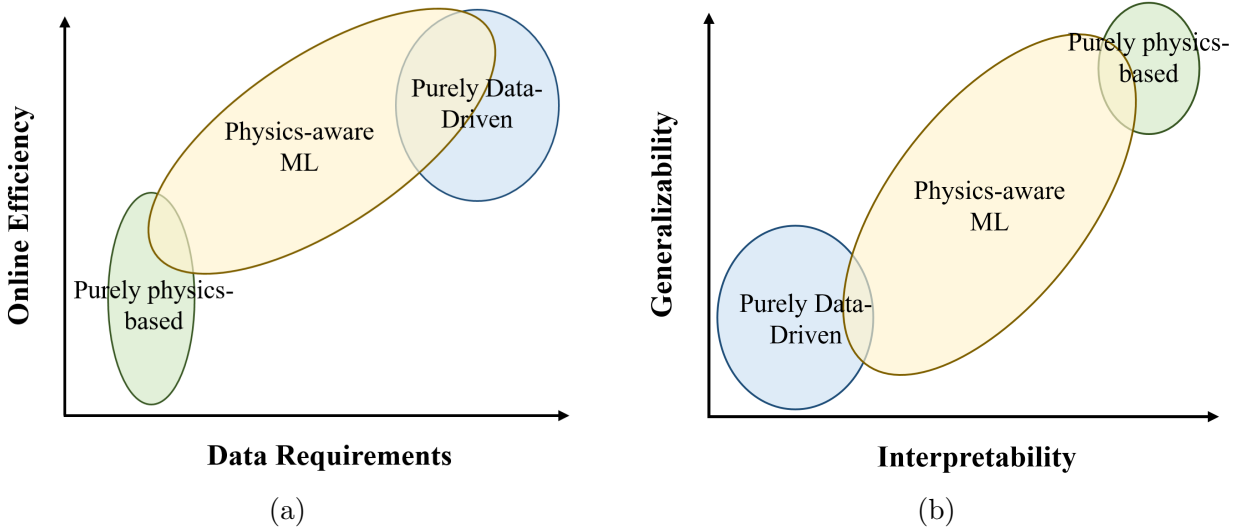 Online Efficiency
Purely Data-
Driven
Physics-aware
ML
Purely physics-
based
Data Requirements
(a)
Generalizability
Purely physics-
based
Physics-aware
ML
Purely Data-
Driven
Interpretability
(b)